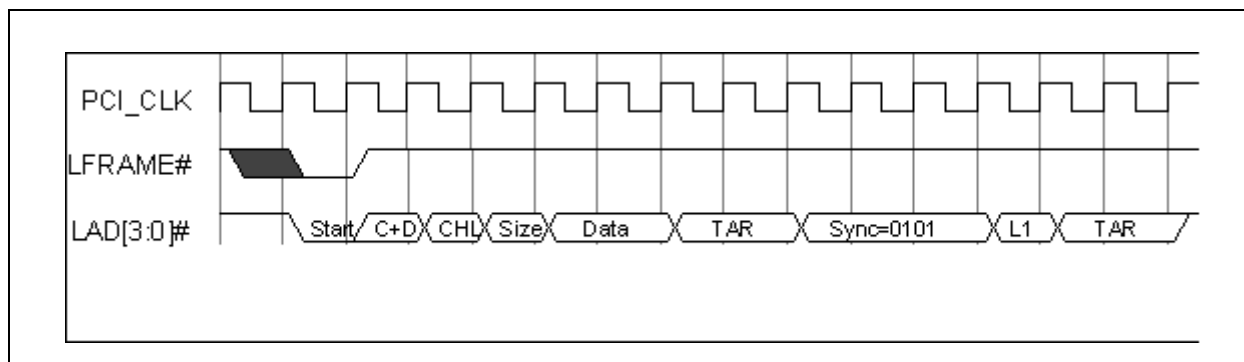 PCI_CLK
LFRAME#
LAD[3:0]# Start C+D CHL Size Data TAR Sync=0101 L1 TAR